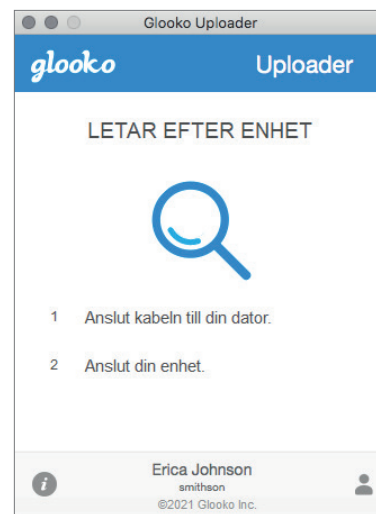 Glooko Uploader
glooko Uploader
LETAR EFTER ENHET
1 Anslut kabeln till din dator.
2 Anslut din enhet.
Erica Johnson
smithson
©2021 Glooko Inc.